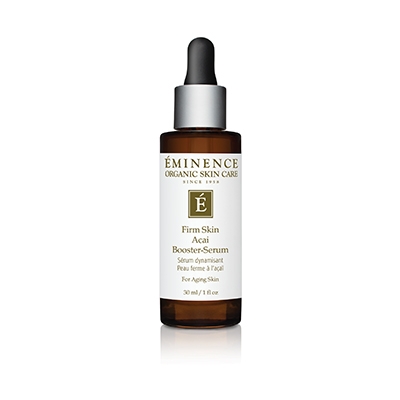 ÉMINENCE
ORGANIC SKIN CARE
SINCE 1958
É
Firm Skin
Açai
Booster-Serum
Sérum dynamisant
Peau ferme à l'açaï
For Aging Skin
30 ml / 1 fl oz